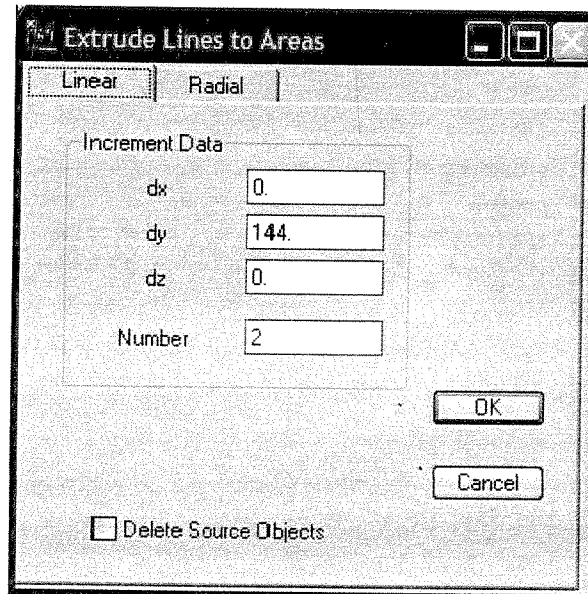 Extrude Lines to Areas
Linear
Radial
Increment Data
dx
0.
dy
144.
dz
0.
Number
2
OK
Cancel
Delete Source Objects